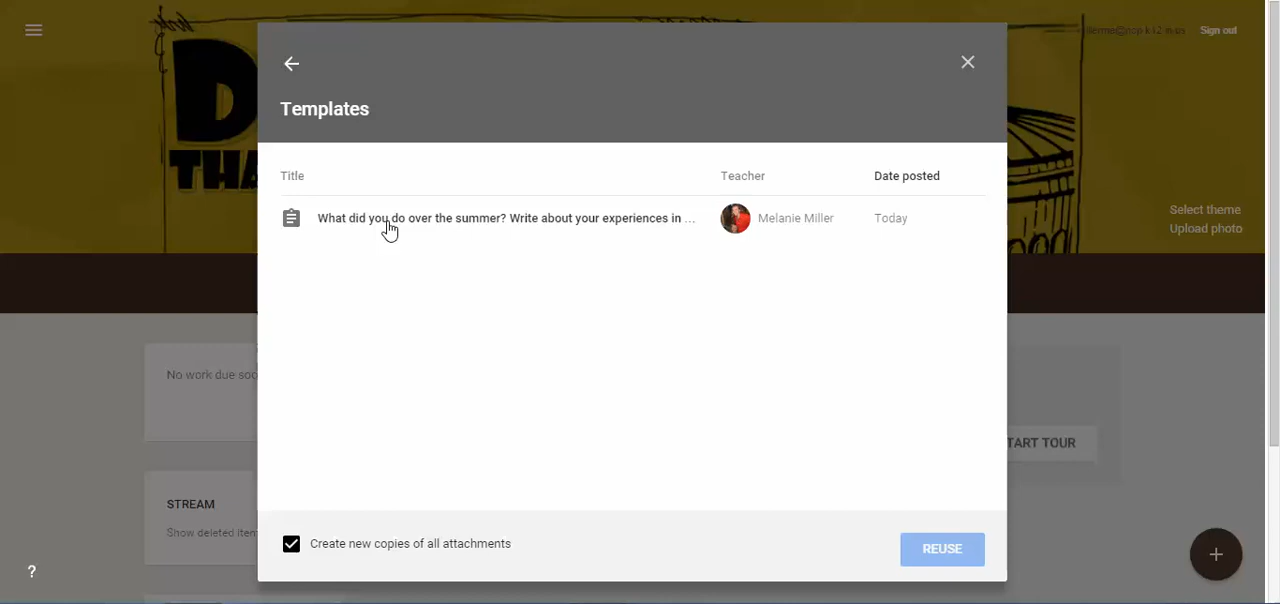 Sign out
Templates
Title Teacher Date posted
What did you do over the summer? Write about your experiences in ... Melanie Miller Today
Select theme
Upload photo
No work due
TART TOUR
STREAM
Show deleted
Create new copies of all attachments
REUSE
+
?